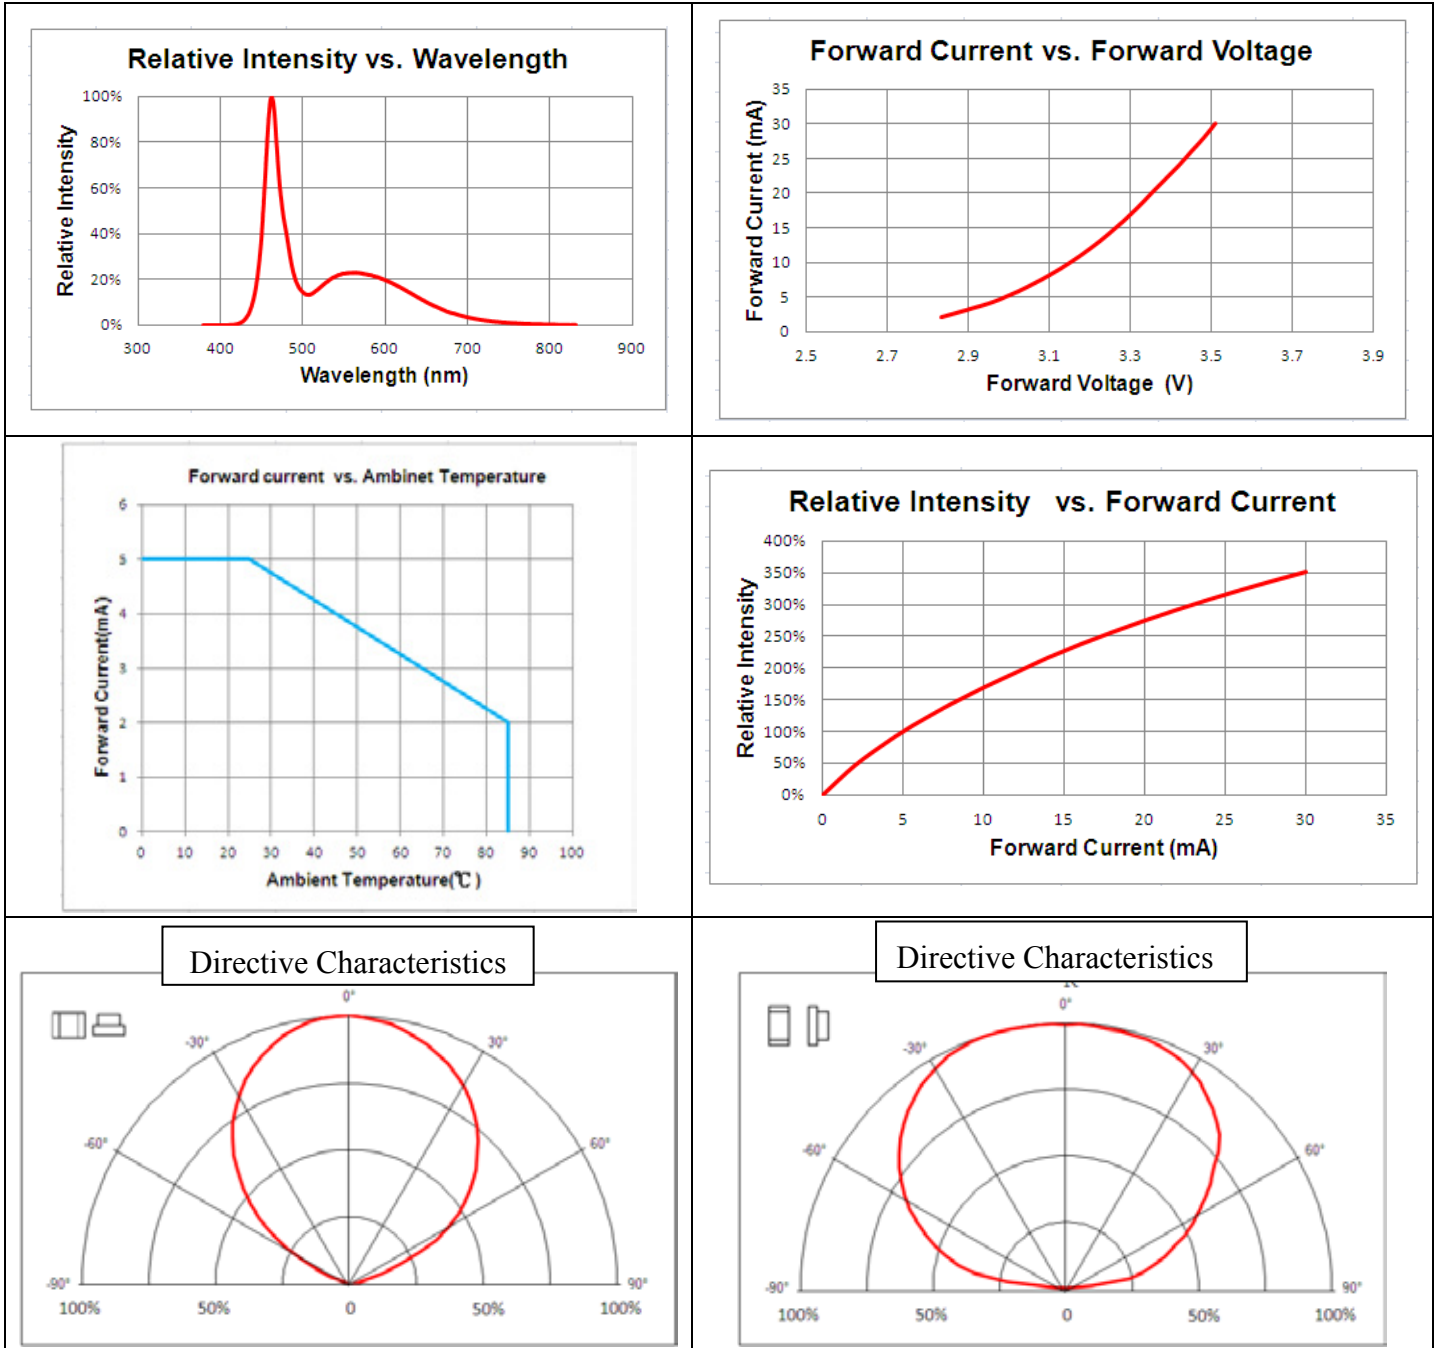 Relative Intensity vs. Wavelength
100%
80%
60%
40%
20%
0%
Relative Intensity
300 400 500 600 700 800 900
Wavelength (nm)
Forward Current vs. Forward Voltage
35
30
25
20
15
10
5
0
Forward Current (mA)
2.5 2.7 2.9 3.1 3.3 3.5 3.7 3.9
Forward Voltage (V)
Forward current vs. Ambinet Temperature
6
5
4
3
2
1
0
Forward Current(mA)
0 10 20 30 40 50 60 70 80 90 100
Ambient Temperature(℃)
Relative Intensity vs. Forward Current
400%
350%
300%
250%
200%
150%
100%
50%
0%
Relative Intensity
0 5 10 15 20 25 30 35
Forward Current (mA)
Directive Characteristics
0°
-30° 30°
-60° 60°
-90° 90°
100% 50% 0 50% 100%
Directive Characteristics
0°
-30° 30°
-60° 60°
-90° 90°
100% 50% 0 50% 100%